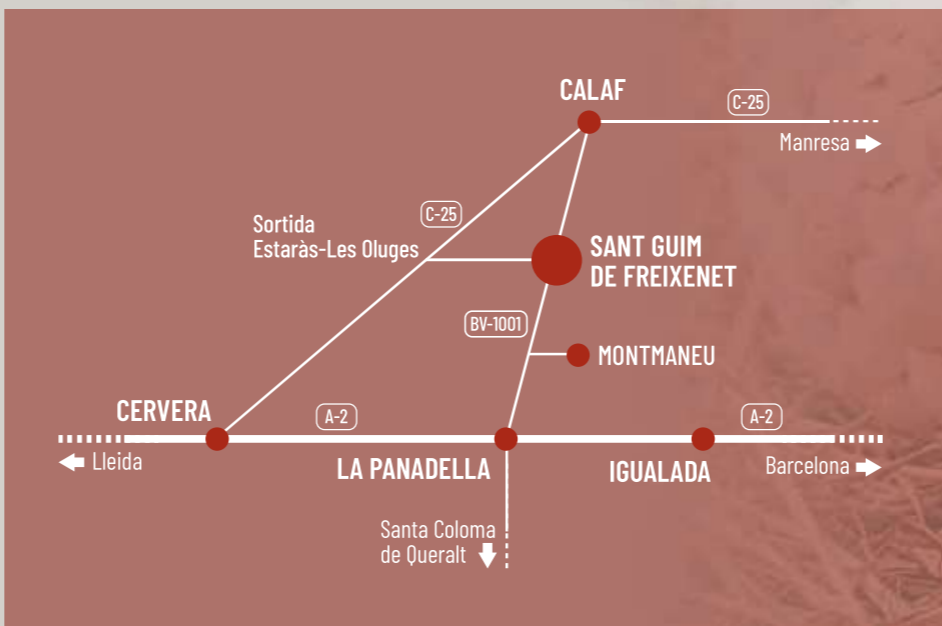 CALAF
C-25
Manresa
C-25
Sortida
Estaràs-Les Oluges
SANT GUIM
DE FREIXENET
BV-1001
MONTMANEU
CERVERA
A-2
A-2
Lleida
LA PANADELLA
IGUALADA
Barcelona
Santa Coloma
de Queralt